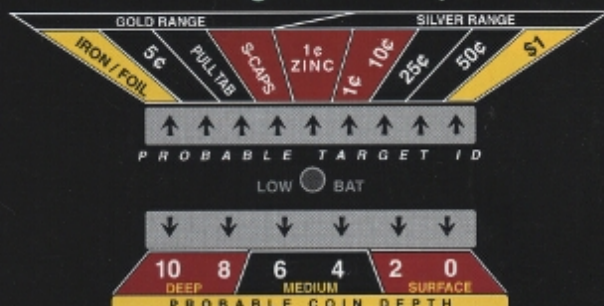 GOLD RANGE SILVER RANGE
IRON / FOIL 5¢ PULL TAB S-CAPS 1¢ ZINC 1¢ 10¢ 25¢ 50¢ $1
PROBABLE TARGET ID
LOW BAT
10 8 6 4 2 0
DEEP MEDIUM SURFACE
PROBABLE COIN DEPTH